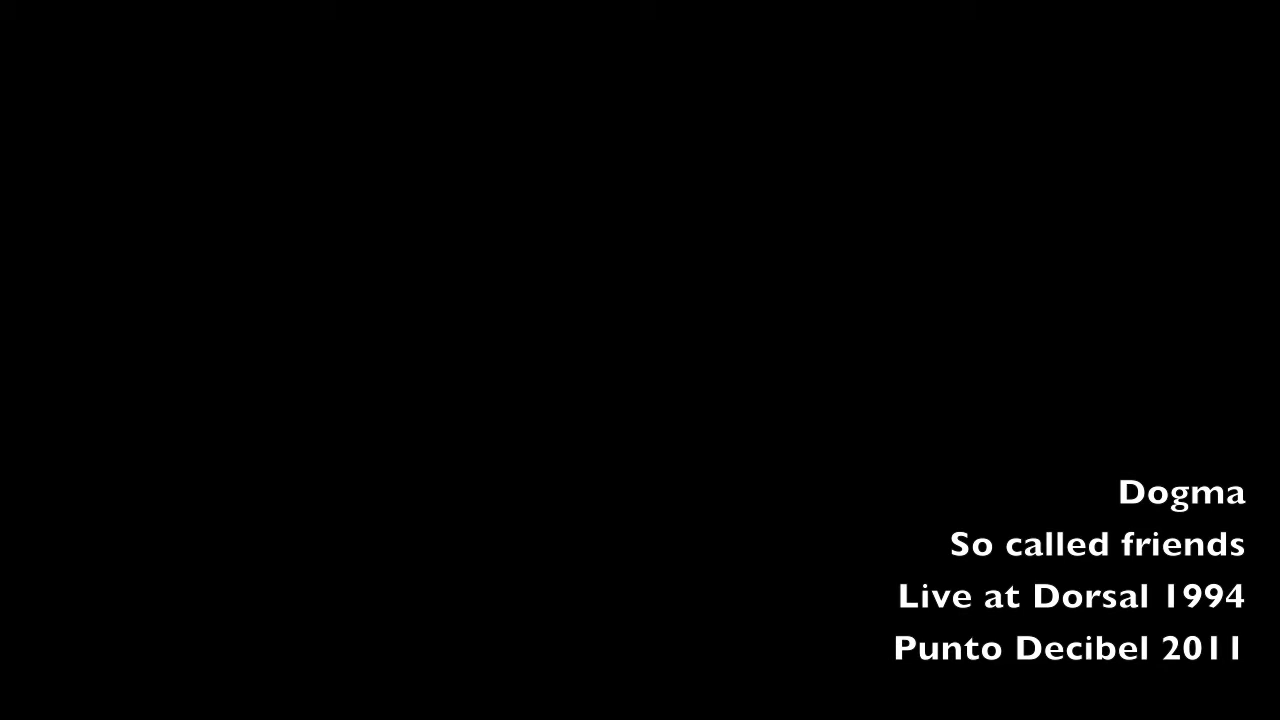 Dogma
So called friends
Live at Dorsal 1994
Punto Decibel 2011